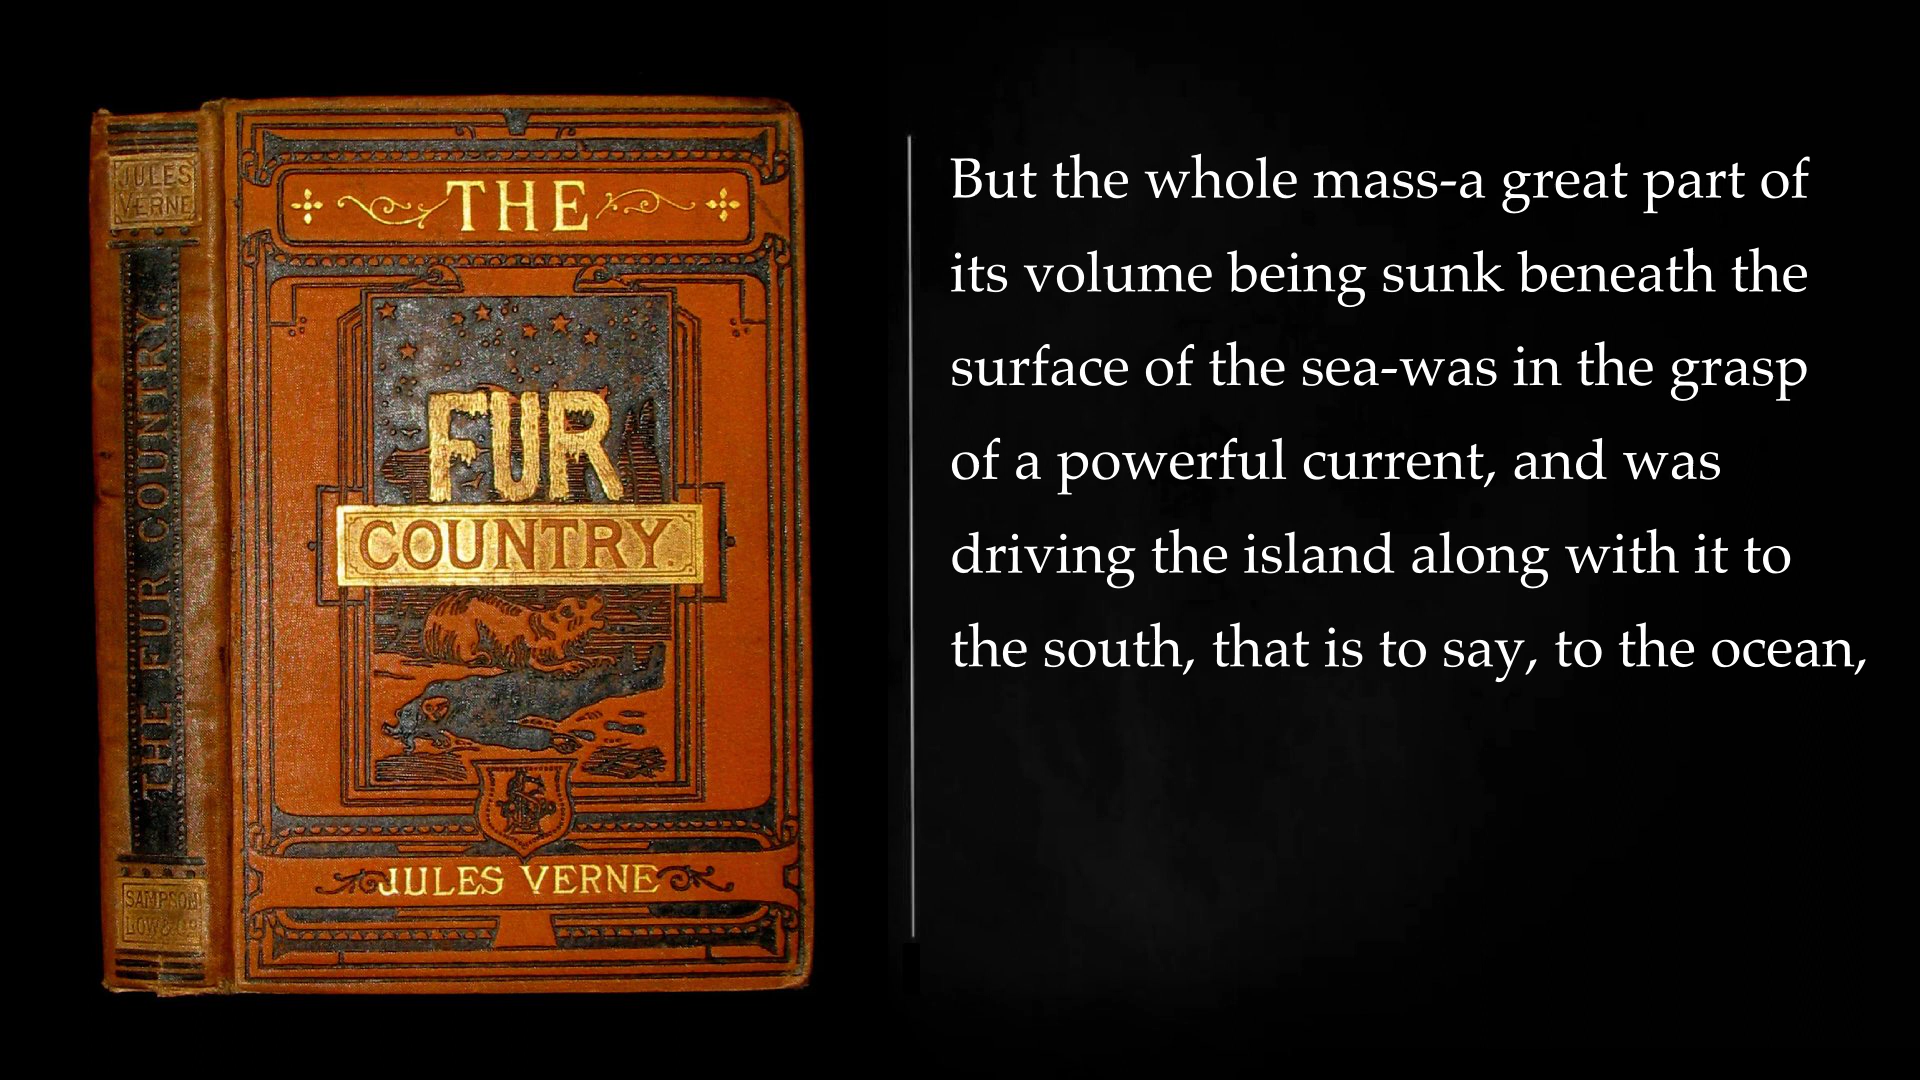 JULES
VERNE
THE FUR COUNTRY.
SAMPSON
LOW & Co
THE
FUR
COUNTRY.
JULES VERNE
But the whole mass-a great part of
its volume being sunk beneath the
surface of the sea-was in the grasp
of a powerful current, and was
driving the island along with it to
the south, that is to say, to the ocean,